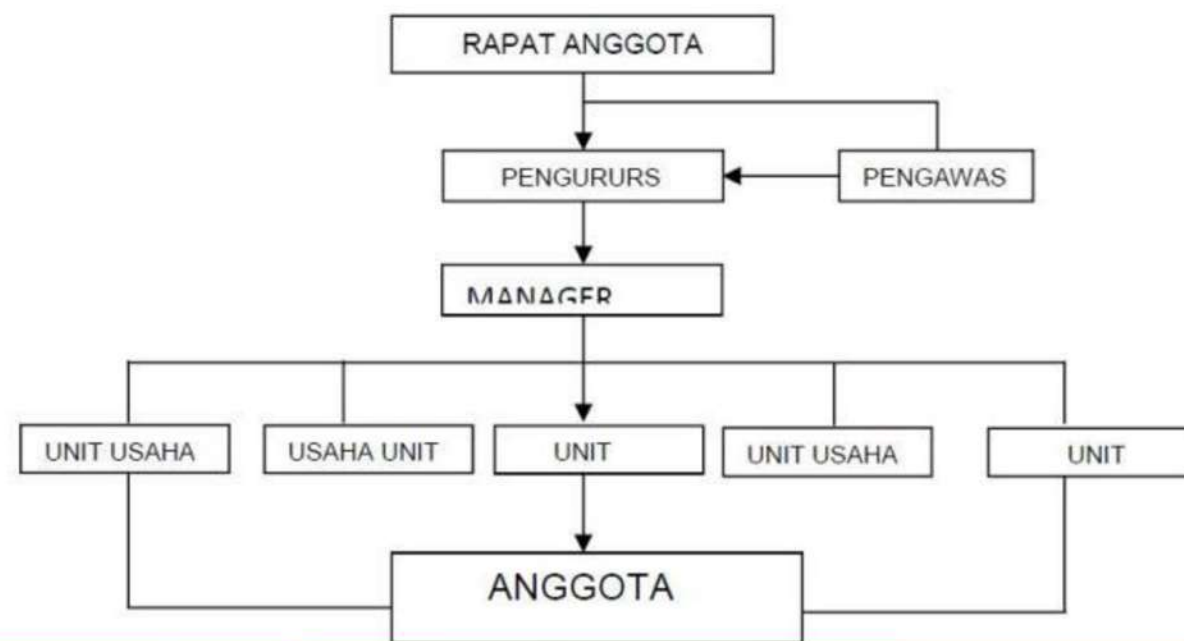 RAPAT ANGGOTA
PENGURURS
PENGAWAS
MANAGER
UNIT USAHA
USAHA UNIT
UNIT
UNIT USAHA
UNIT
ANGGOTA